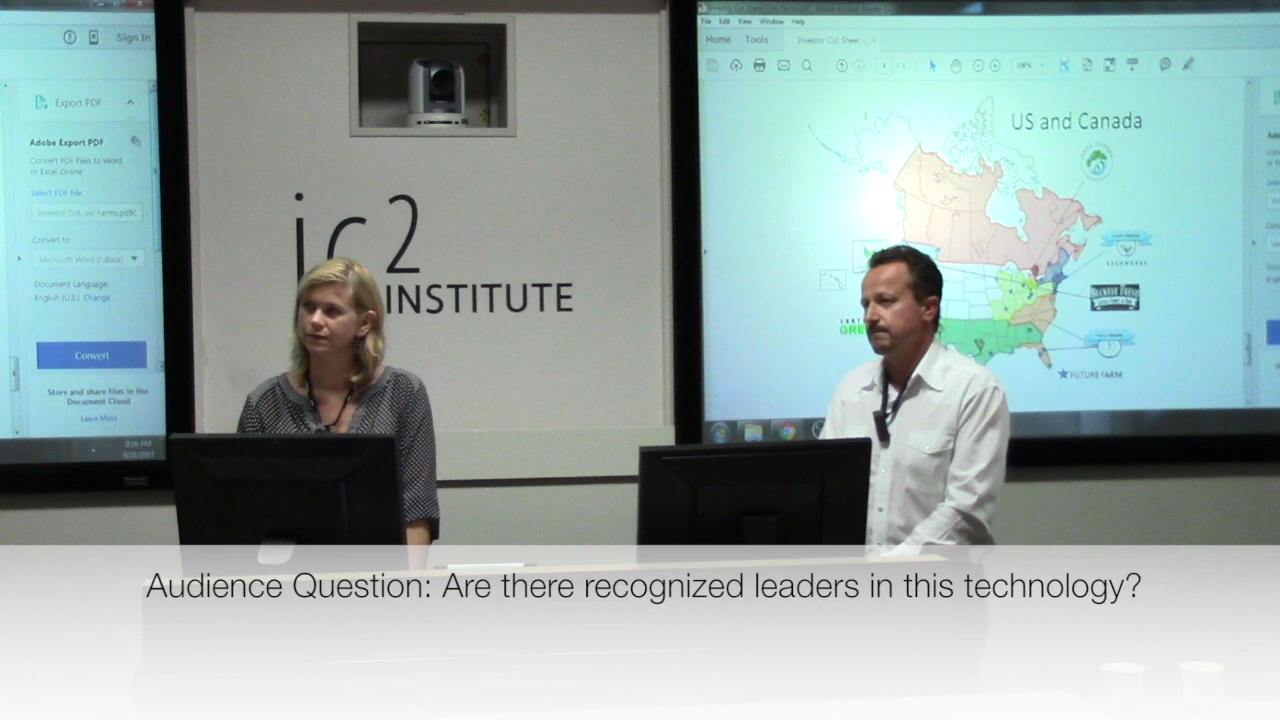 Sign In
Export PDF
Adobe Export PDF
Convert PDF Files to Word
or Excel Online
Select PDF File
Convert to
Microsoft Word (*.docx)
Document Language:
English (U.S.) Change
Convert
Store and share files in the
Document Cloud
Learn More
ic2
INSTITUTE
File Edit View Window Help
Home Tools
Investor Cut Sheet ...
US and Canada
FUTURE FARM
Audience Question: Are there recognized leaders in this technology?